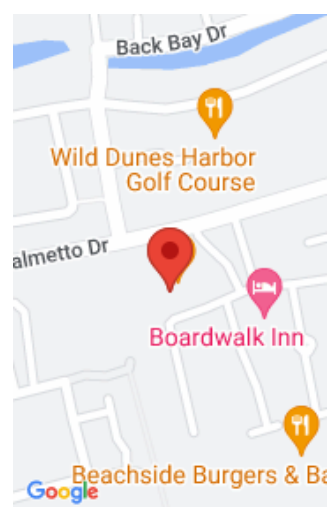 Back Bay Dr
Wild Dunes Harbor
Golf Course
almetto Dr
Boardwalk Inn
Beachside Burgers & Ba
Google